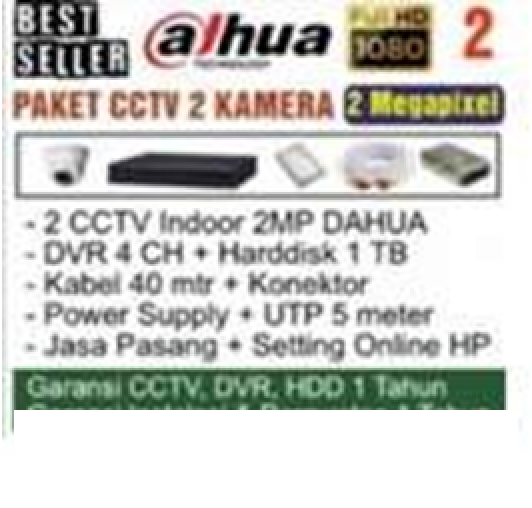 BEST
SELLER
alhua
TECHNOLOGY
Full HD
1080
2
PAKET CCTV 2 KAMERA 2 Megapixel
- 2 CCTV Indoor 2MP DAHUA
- DVR 4 CH + Harddisk 1 TB
- Kabel 40 mtr + Konektor
- Power Supply + UTP 5 meter
- Jasa Pasang + Setting Online HP
Garansi CCTV, DVR, HDD 1 Tahun